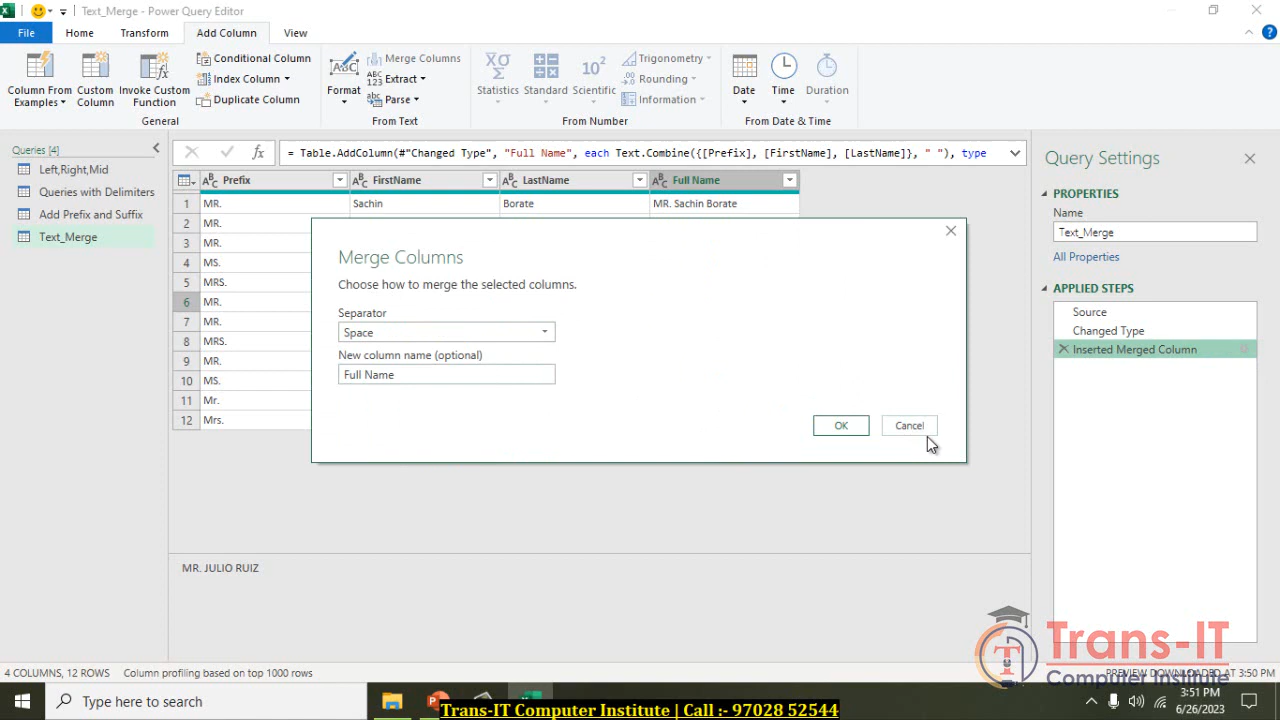 Text_Merge - Power Query Editor
File Home Transform Add Column View
Column From Examples
Custom Column
Invoke Custom Function
Conditional Column
Index Column
Duplicate Column
General
Format
Merge Columns
Extract
Parse
From Text
Statistics
Standard
Scientific
Trigonometry
Rounding
Information
From Number
Date
Time
Duration
From Date & Time
Queries [4]
Left,Right,Mid
Queries with Delimiters
Add Prefix and Suffix
Text_Merge
= Table.AddColumn(#"Changed Type", "Full Name", each Text.Combine({[Prefix], [FirstName], [LastName]}, " "), type
Prefix FirstName LastName Full Name
1 MR. Sachin Borate MR. Sachin Borate
2 MR.
3 MR.
4 MS.
5 MRS.
6 MR.
7 MR.
8 MRS.
9 MR.
10 MS.
11 Mr.
12 Mrs.
Merge Columns
Choose how to merge the selected columns.
Separator
Space
New column name (optional)
Full Name
OK Cancel
MR. JULIO RUIZ
Query Settings
PROPERTIES
Name
Text_Merge
All Properties
APPLIED STEPS
Source
Changed Type
Inserted Merged Column
4 COLUMNS, 12 ROWS Column profiling based on top 1000 rows
PREVIEW DOWNLOADED AT 3:50 PM
Trans-IT
Computer Institute
Type here to search
Trans-IT Computer Institute | Call :- 97028 52544
3:51 PM
6/26/2023